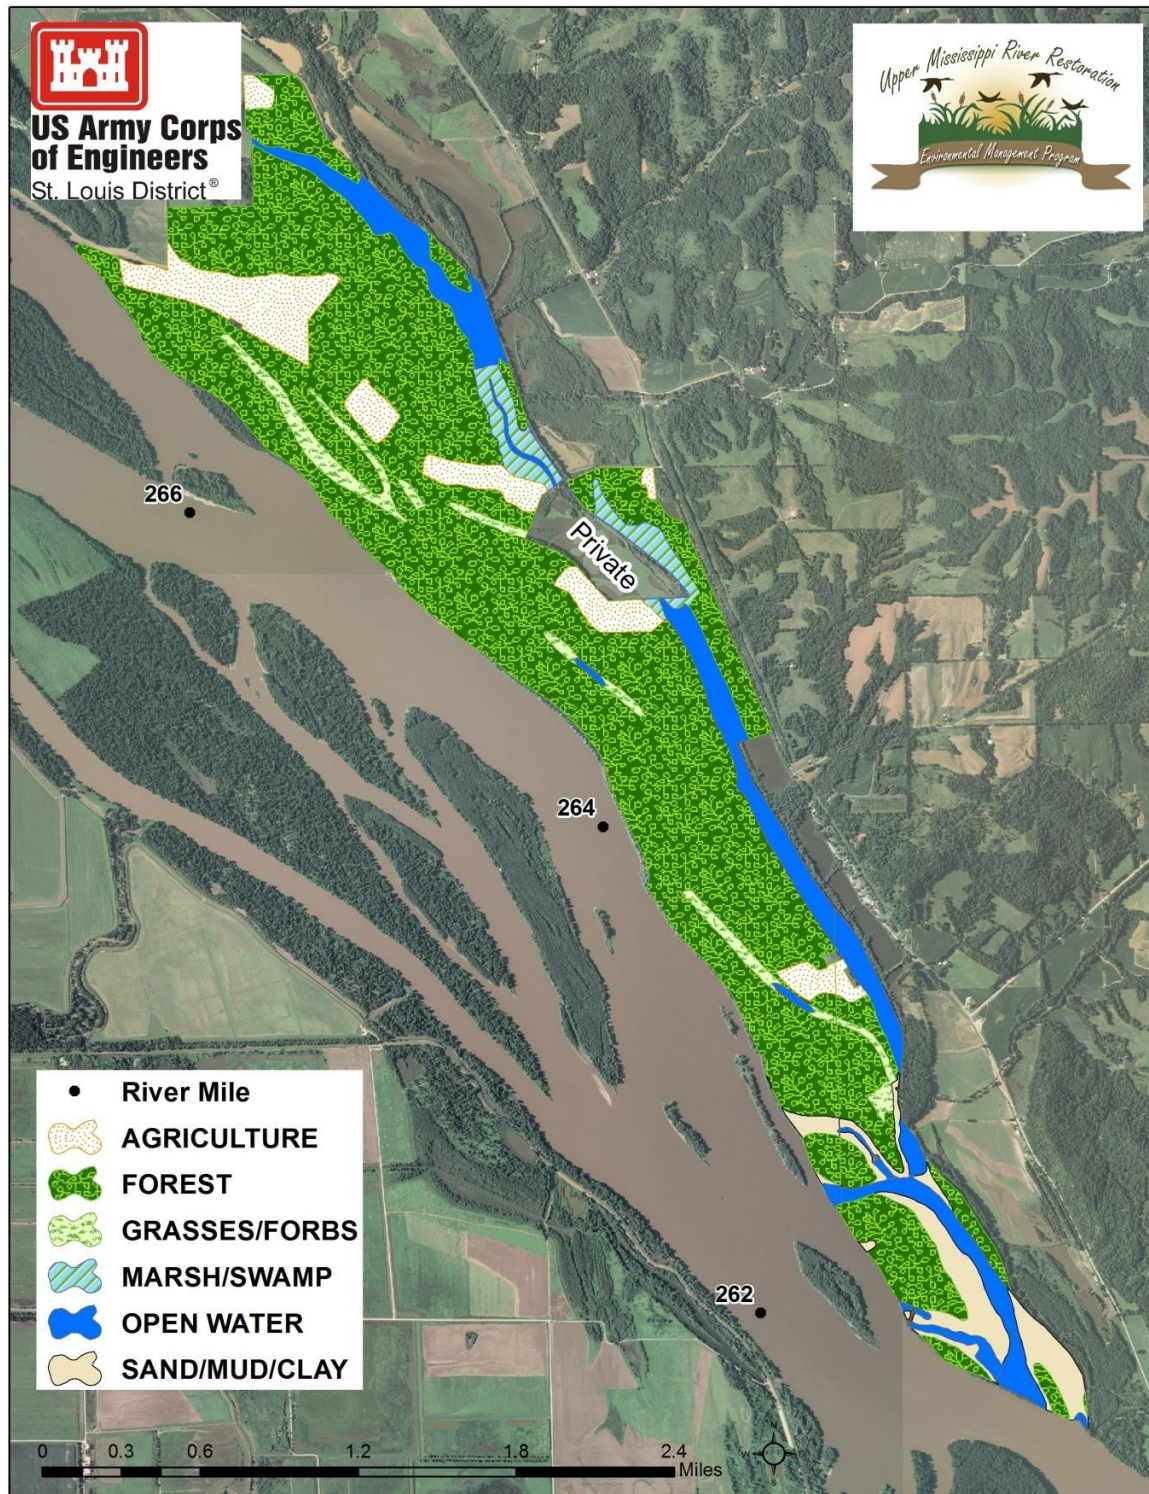 US Army Corps
of Engineers
St. Louis District®
Upper Mississippi River Restoration
Environmental Management Program
266
Private
264
262
River Mile
AGRICULTURE
FOREST
GRASSES/FORBS
MARSH/SWAMP
OPEN WATER
SAND/MUD/CLAY
0 0.3 0.6 1.2 1.8 2.4
Miles
N
W E
S